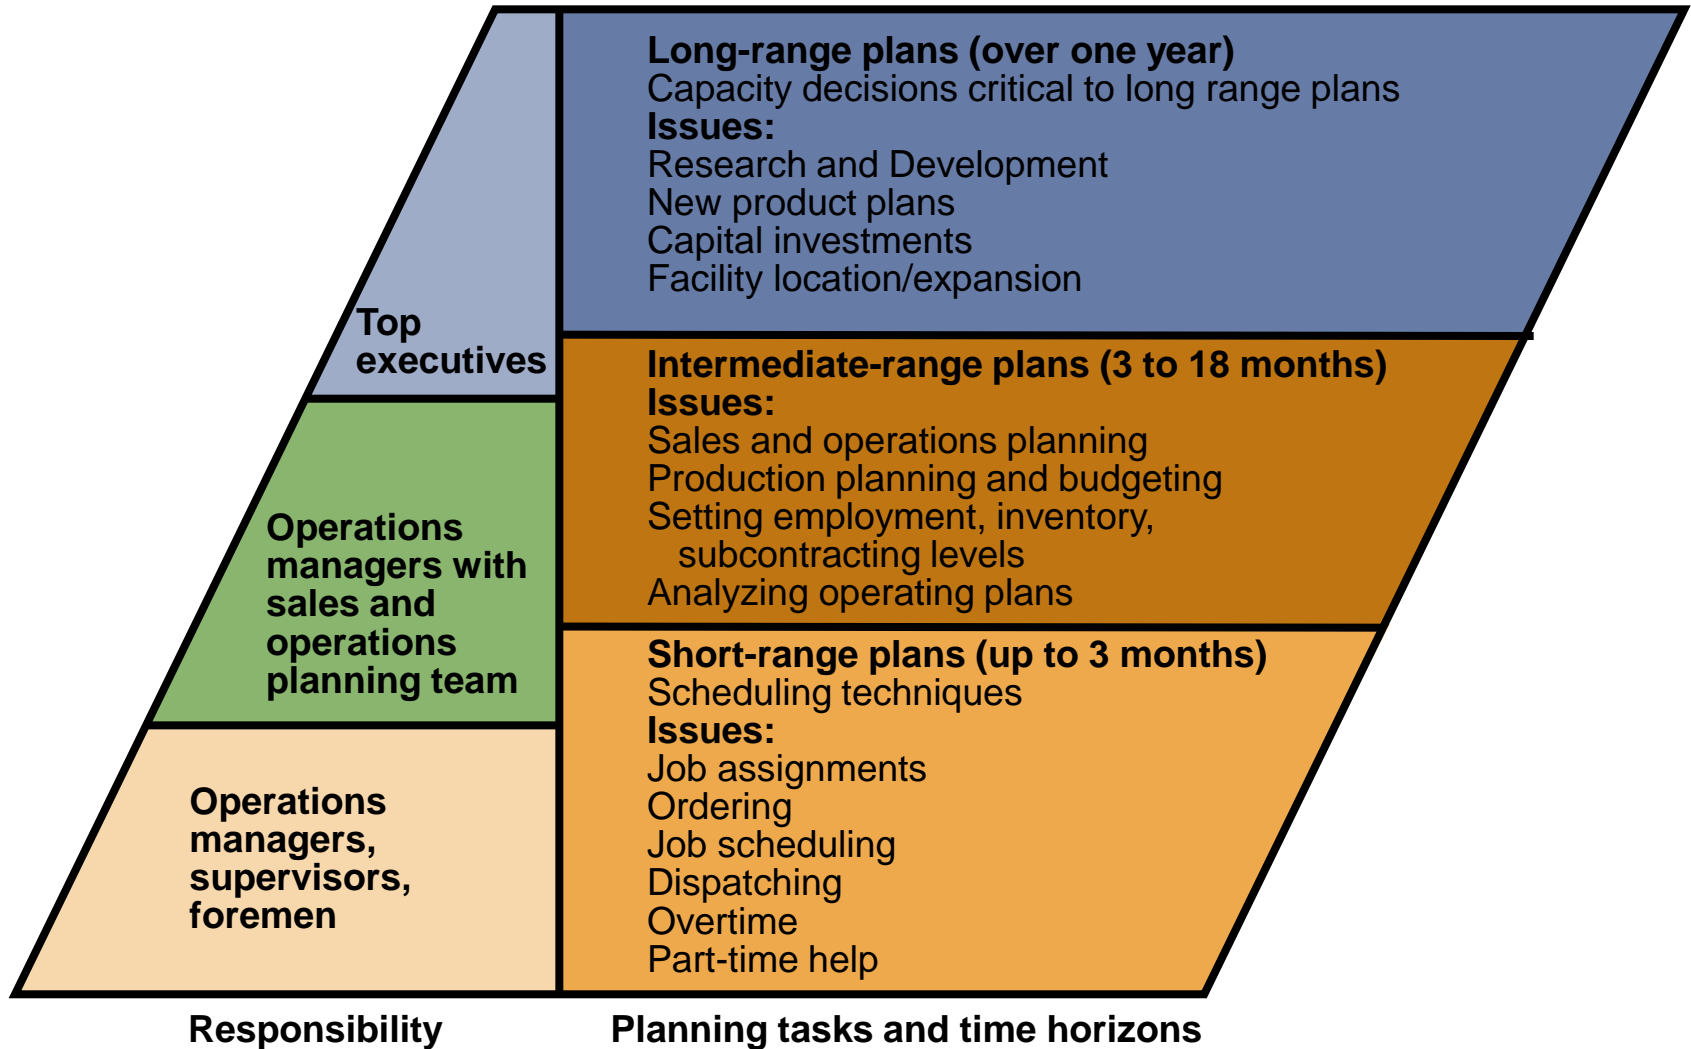 Long-range plans (over one year)
Capacity decisions critical to long range plans
Issues:
Research and Development
New product plans
Capital investments
Facility location/expansion
Top
executives
Intermediate-range plans (3 to 18 months)
Issues:
Sales and operations planning
Production planning and budgeting
Setting employment, inventory,
subcontracting levels
Analyzing operating plans
Operations
managers with
sales and
operations
planning team
Short-range plans (up to 3 months)
Scheduling techniques
Issues:
Job assignments
Ordering
Job scheduling
Dispatching
Overtime
Part-time help
Operations
managers,
supervisors,
foremen
Responsibility
Planning tasks and time horizons